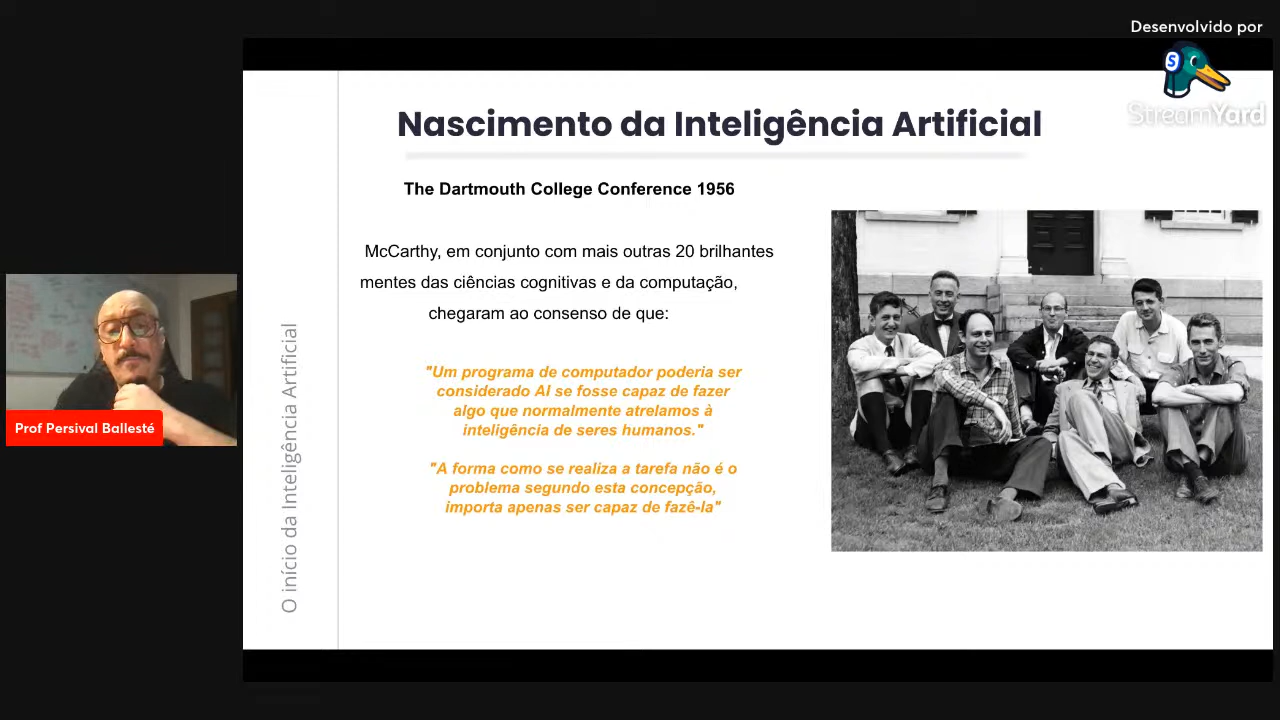 Desenvolvido por
S
StreamYard
Nascimento da Inteligência Artificial
The Dartmouth College Conference 1956
McCarthy, em conjunto com mais outras 20 brilhantes
mentes das ciências cognitivas e da computação,
chegaram ao consenso de que:
"Um programa de computador poderia ser
considerado AI se fosse capaz de fazer
algo que normalmente atrelamos à
inteligência de seres humanos."
"A forma como se realiza a tarefa não é o
problema segundo esta concepção,
importa apenas ser capaz de fazê-la"
O início da Inteligência Artificial
Prof Persival Ballesté